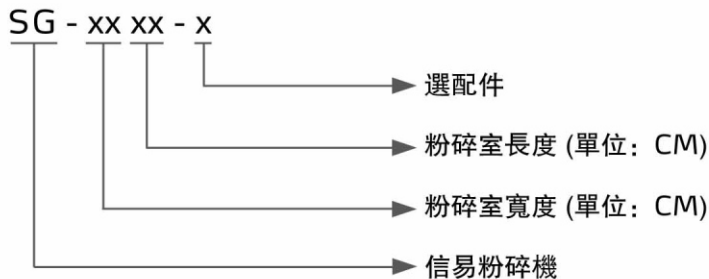 SG - xx xx - x
選配件
粉碎室長度 (單位: CM)
粉碎室寬度 (單位: CM)
信易粉碎機